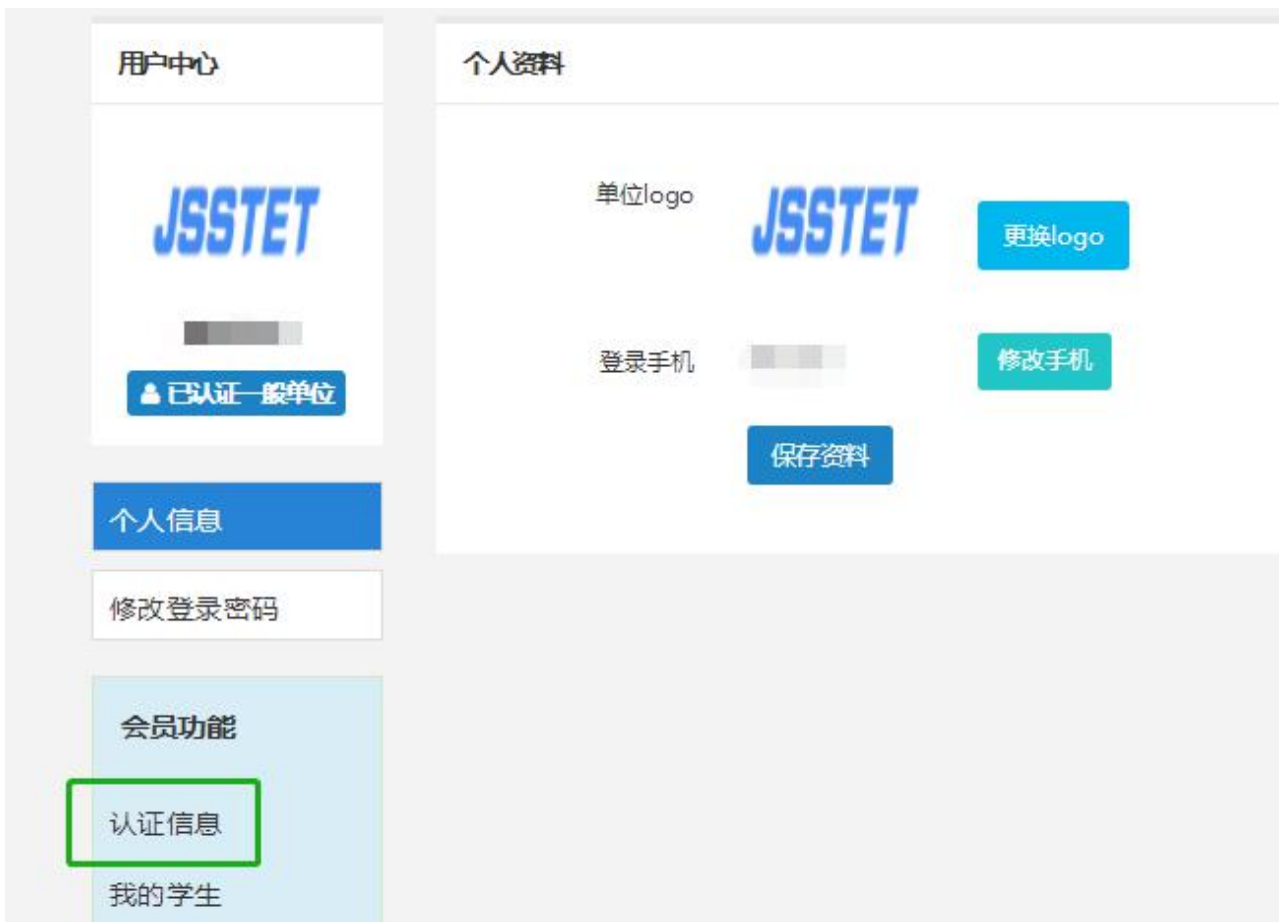 用户中心
JSSTET
已认证一般单位
个人信息
修改登录密码
会员功能
认证信息
我的学生
个人资料
单位logo
JSSTET
更换logo
登录手机
修改手机
保存资料